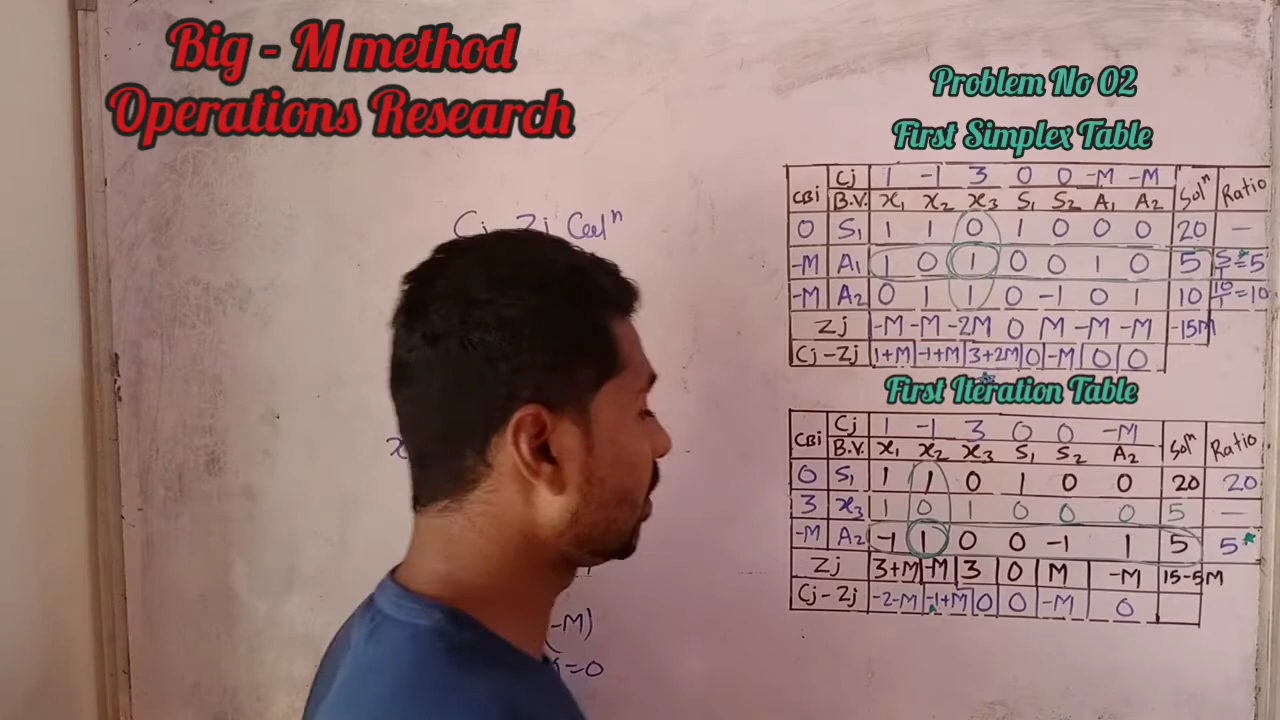 Big - M method
Operations Research
Problem No 02
First Simplex Table
CBi Cj 1 -1 3 0 0 -M -M Solⁿ Ratio
B.V. x₁ x₂ x₃ S₁ S₂ A₁ A₂
0 S₁ 1 1 0 1 0 0 0 20 —
-M A₁ 1 0 1 0 0 1 0 5 5/1=5
-M A₂ 0 1 1 0 -1 0 1 10 10/1=10
Zj -M -M -2M 0 M -M -M -15M
Cj-Zj 1+M -1+M 3+2M 0 -M 0 0
First Iteration Table
CBi Cj 1 -1 3 0 0 -M Solⁿ Ratio
B.V. x₁ x₂ x₃ S₁ S₂ A₂
0 S₁ 1 1 0 1 0 0 20 20
3 x₃ 1 0 1 0 0 0 5 —
-M A₂ -1 1 0 0 -1 1 5 5*
Zj 3+M -M 3 0 M -M 15-5M
Cj-Zj -2-M -1+M 0 0 -M 0
Cj Zj
-M)
=0